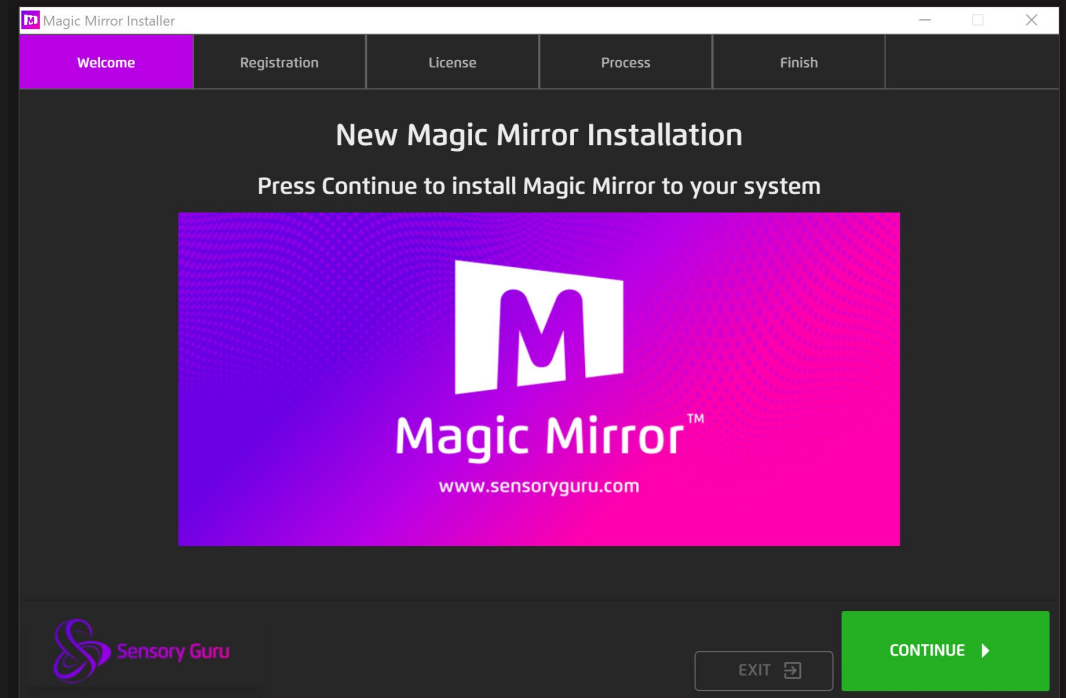 Magic Mirror Installer
Welcome Registration License Process Finish
New Magic Mirror Installation
Press Continue to install Magic Mirror to your system
M
Magic Mirror™
www.sensoryguru.com
Sensory Guru
EXIT
CONTINUE